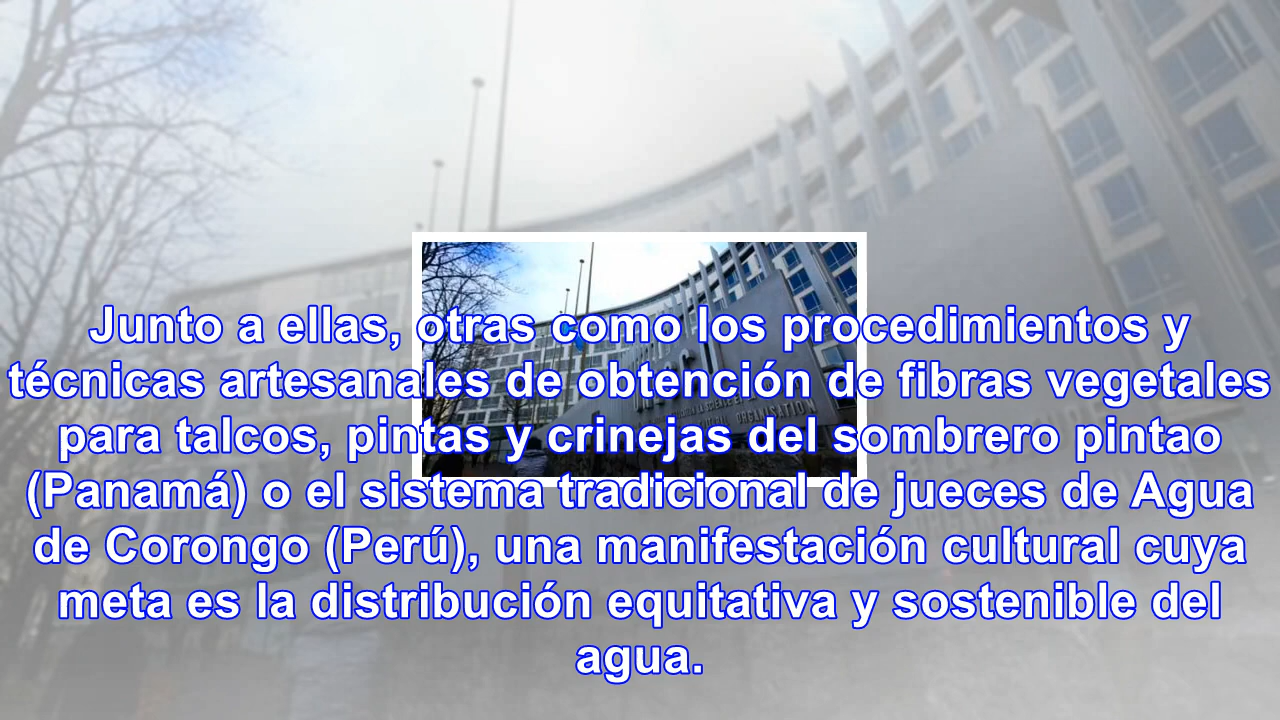 Junto a ellas, otras como los procedimientos y
técnicas artesanales de obtención de fibras vegetales
para talcos, pintas y crinejas del sombrero pintao
(Panamá) o el sistema tradicional de jueces de Agua
de Corongo (Perú), una manifestación cultural cuya
meta es la distribución equitativa y sostenible del
agua.
ORGANISATION